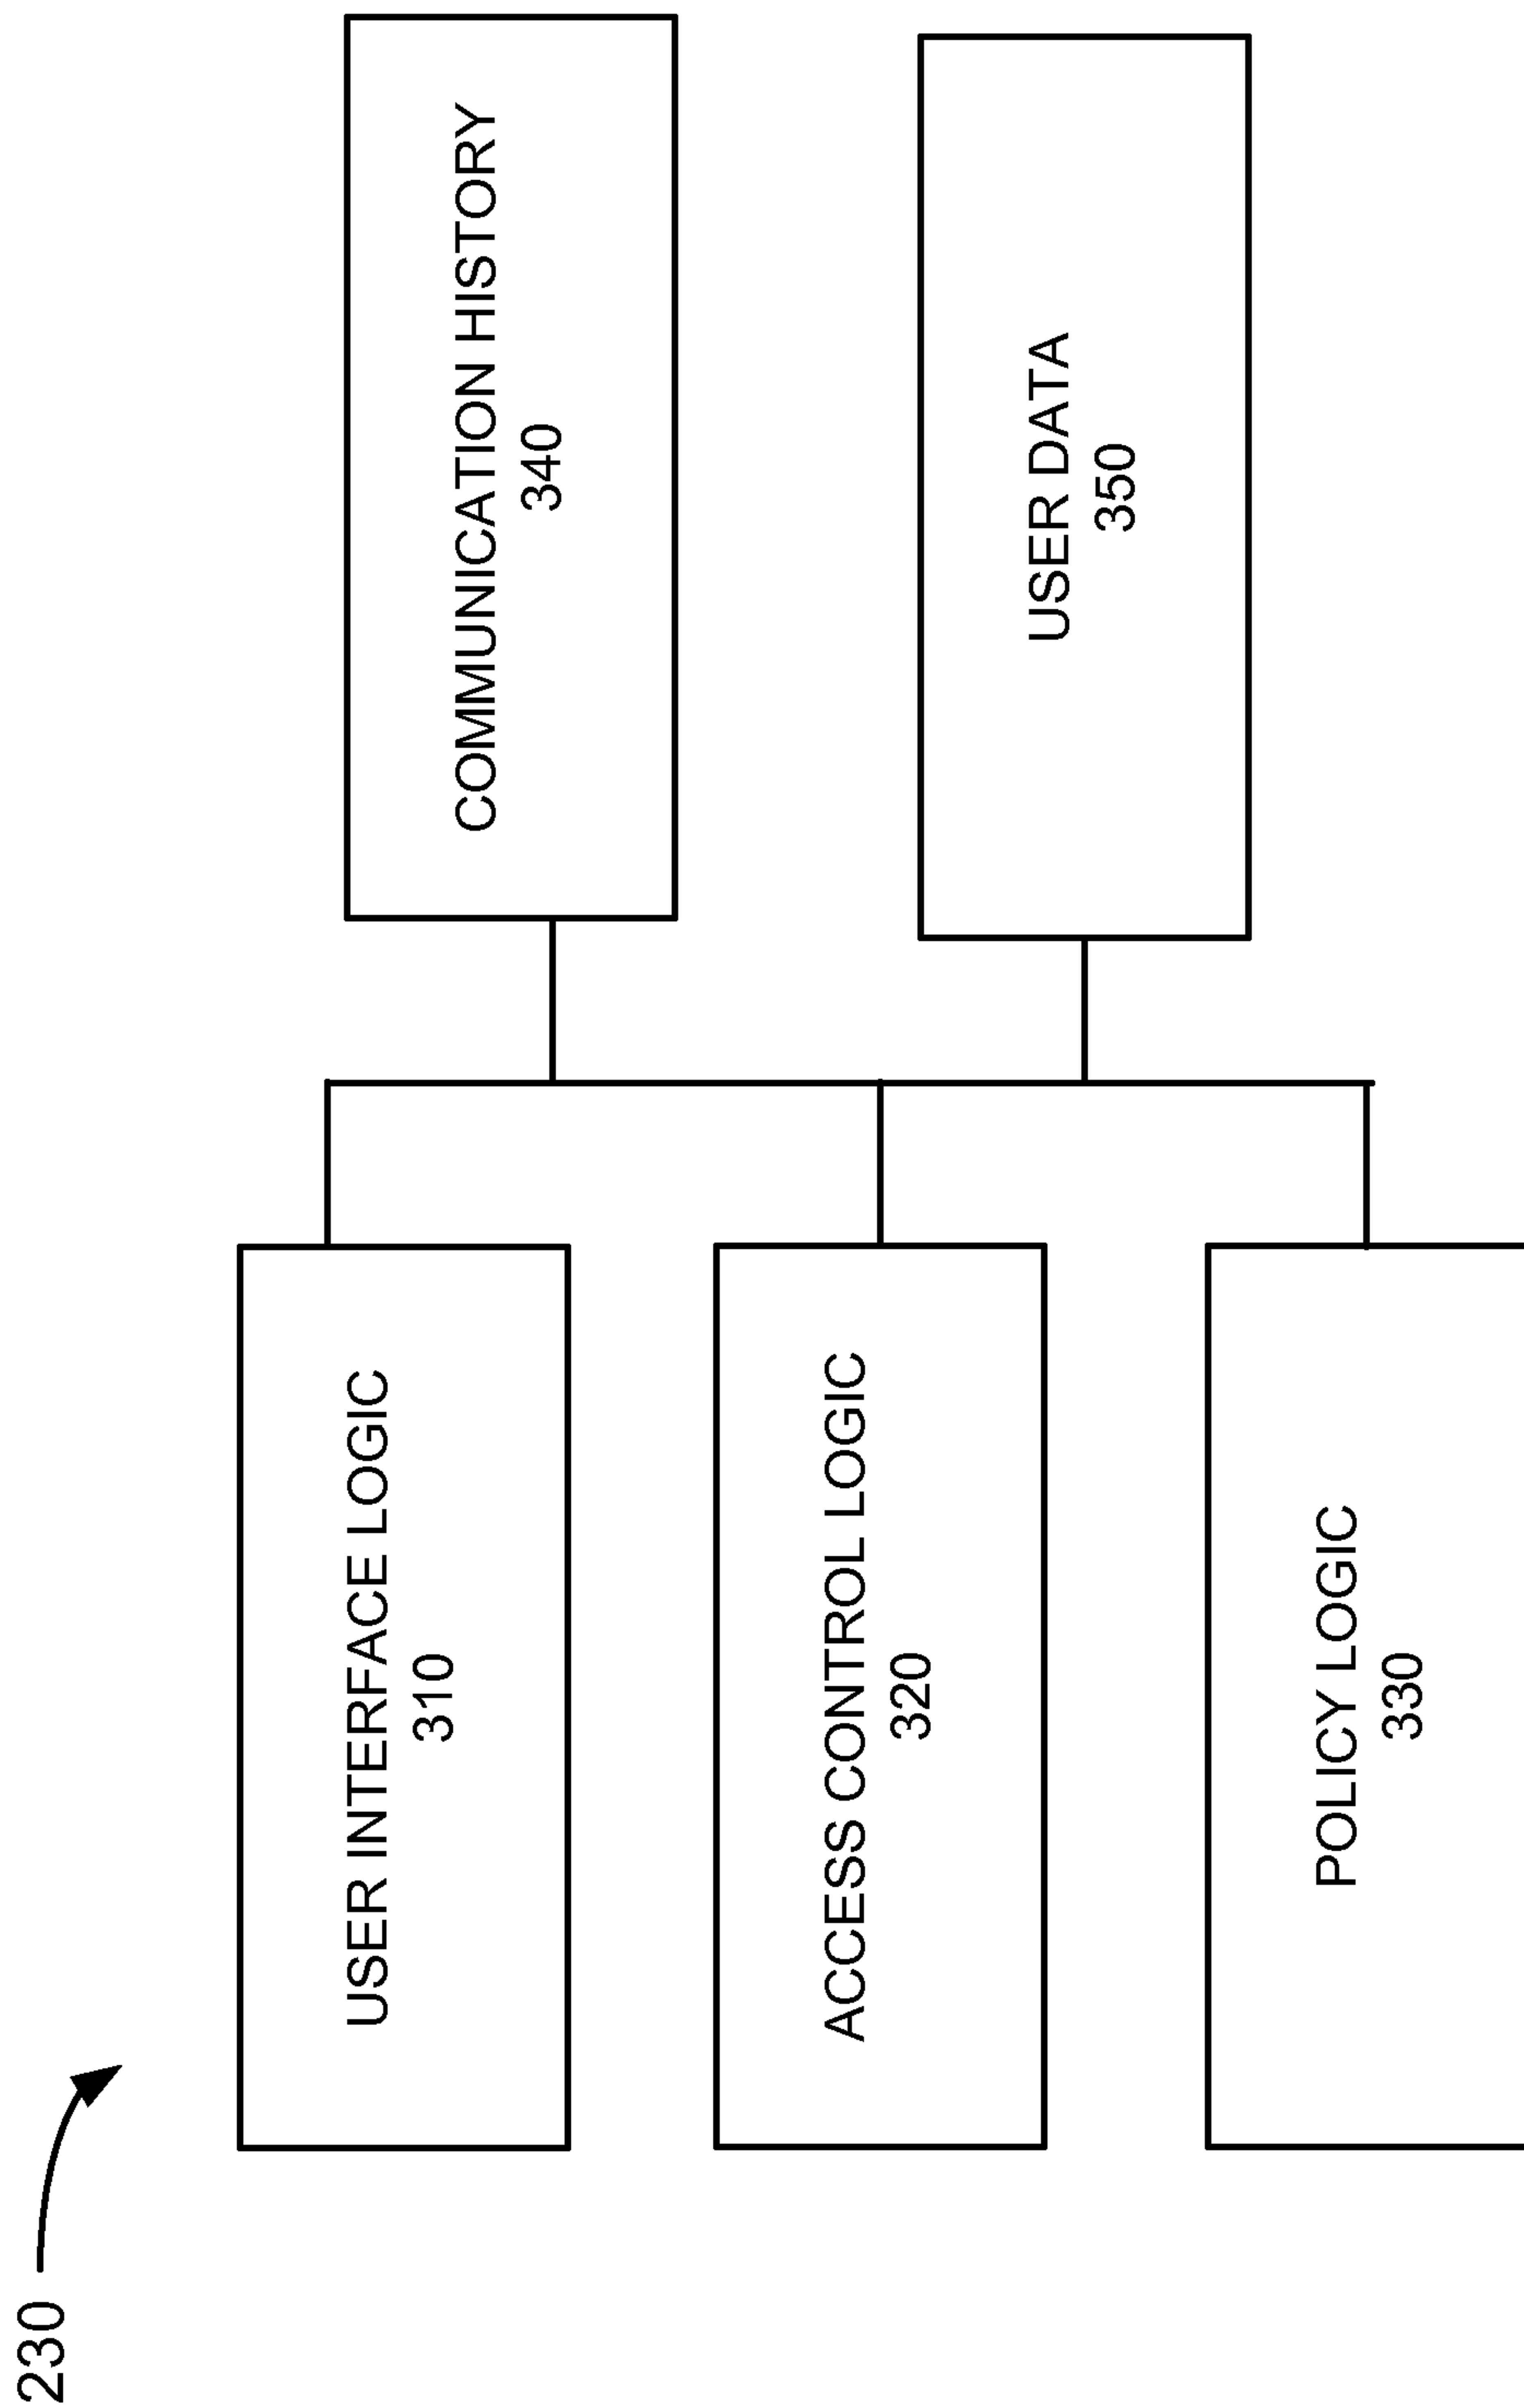 230
USER INTERFACE LOGIC
310
ACCESS CONTROL LOGIC
320
POLICY LOGIC
330
COMMUNICATION HISTORY
340
USER DATA
350